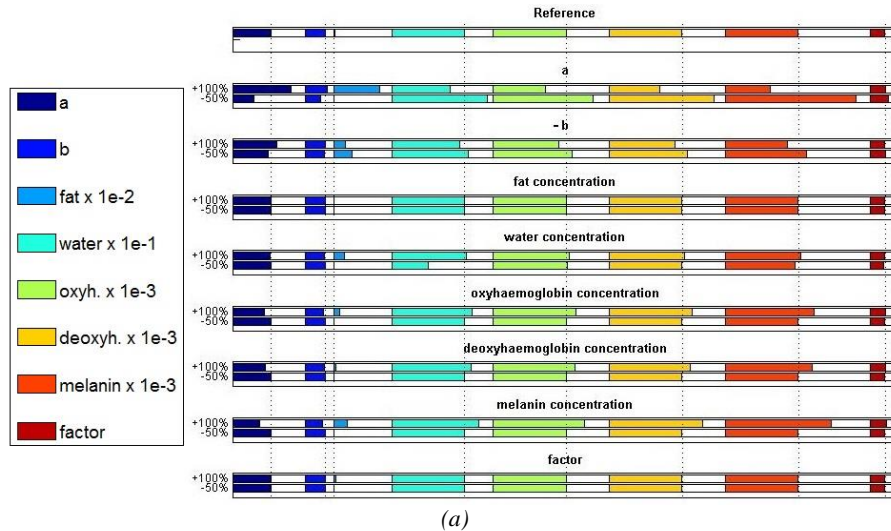 Reference
a
+100%
-50%
- b
+100%
-50%
fat concentration
+100%
-50%
water concentration
+100%
-50%
oxyhaemoglobin concentration
+100%
-50%
deoxyhaemoglobin concentration
+100%
-50%
melanin concentration
+100%
-50%
factor
+100%
-50%
a
b
fat x 1e-2
water x 1e-1
oxyh. x 1e-3
deoxyh. x 1e-3
melanin x 1e-3
factor
(a)